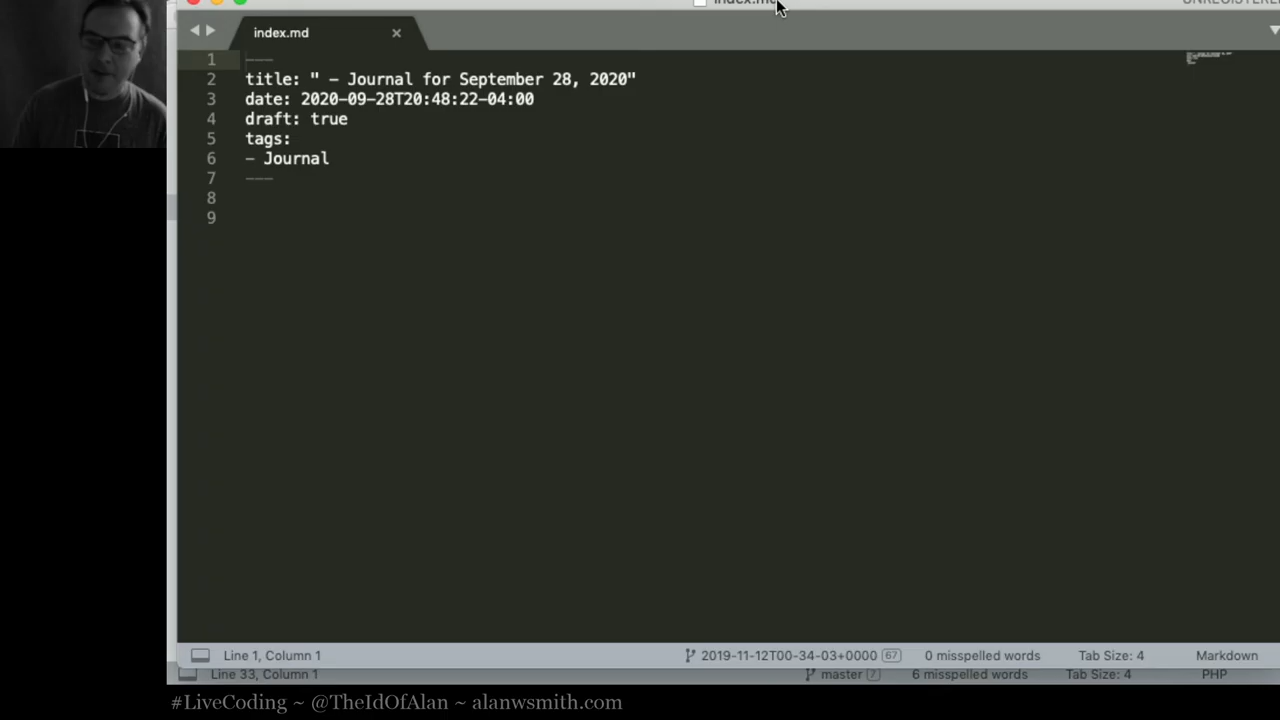 index.md
index.md
1 ---
2 title: " - Journal for September 28, 2020"
3 date: 2020-09-28T20:48:22-04:00
4 draft: true
5 tags:
6 - Journal
7 ---
8
9
Line 1, Column 1 2019-11-12T00-34-03+0000 67 0 misspelled words Tab Size: 4 Markdown
Line 33, Column 1 master 7 6 misspelled words Tab Size: 4 PHP
#LiveCoding ~ @TheIdOfAlan ~ alanwsmith.com